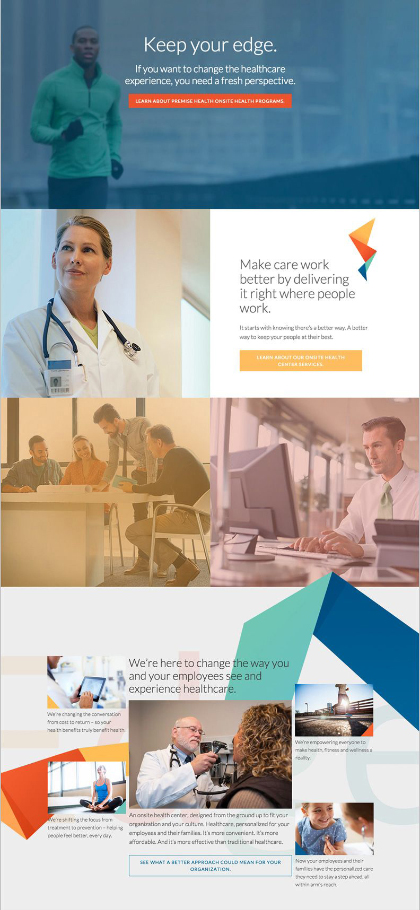 Keep your edge.
If you want to change the healthcare
experience, you need a fresh perspective.
LEARN ABOUT PREMISE HEALTH ONSITE HEALTH PROGRAMS.
Make care work
better by delivering
it right where people
work.
It starts with knowing there's a better way. A better
way to keep your people at their best.
LEARN ABOUT OUR ONSITE HEALTH
CENTER SERVICES.
We're here to change the way you
and your employees see and
experience healthcare.
We're changing the conversation
from cost to return – so your
health benefits truly benefit health.
We're empowering everyone to
make health, fitness and wellness a
reality.
We're shifting the focus from
treatment to prevention – helping
people feel better, every day.
An onsite health center, designed from the ground up to fit your
organization and your culture. Healthcare, personalized for your
employees and their families. It's more convenient. It's more
affordable. And it's more effective than traditional healthcare.
SEE WHAT A BETTER APPROACH COULD MEAN FOR YOUR
ORGANIZATION.
Now your employees and their
families have the personalized care
they need to stay a step ahead, all
within arm's reach.